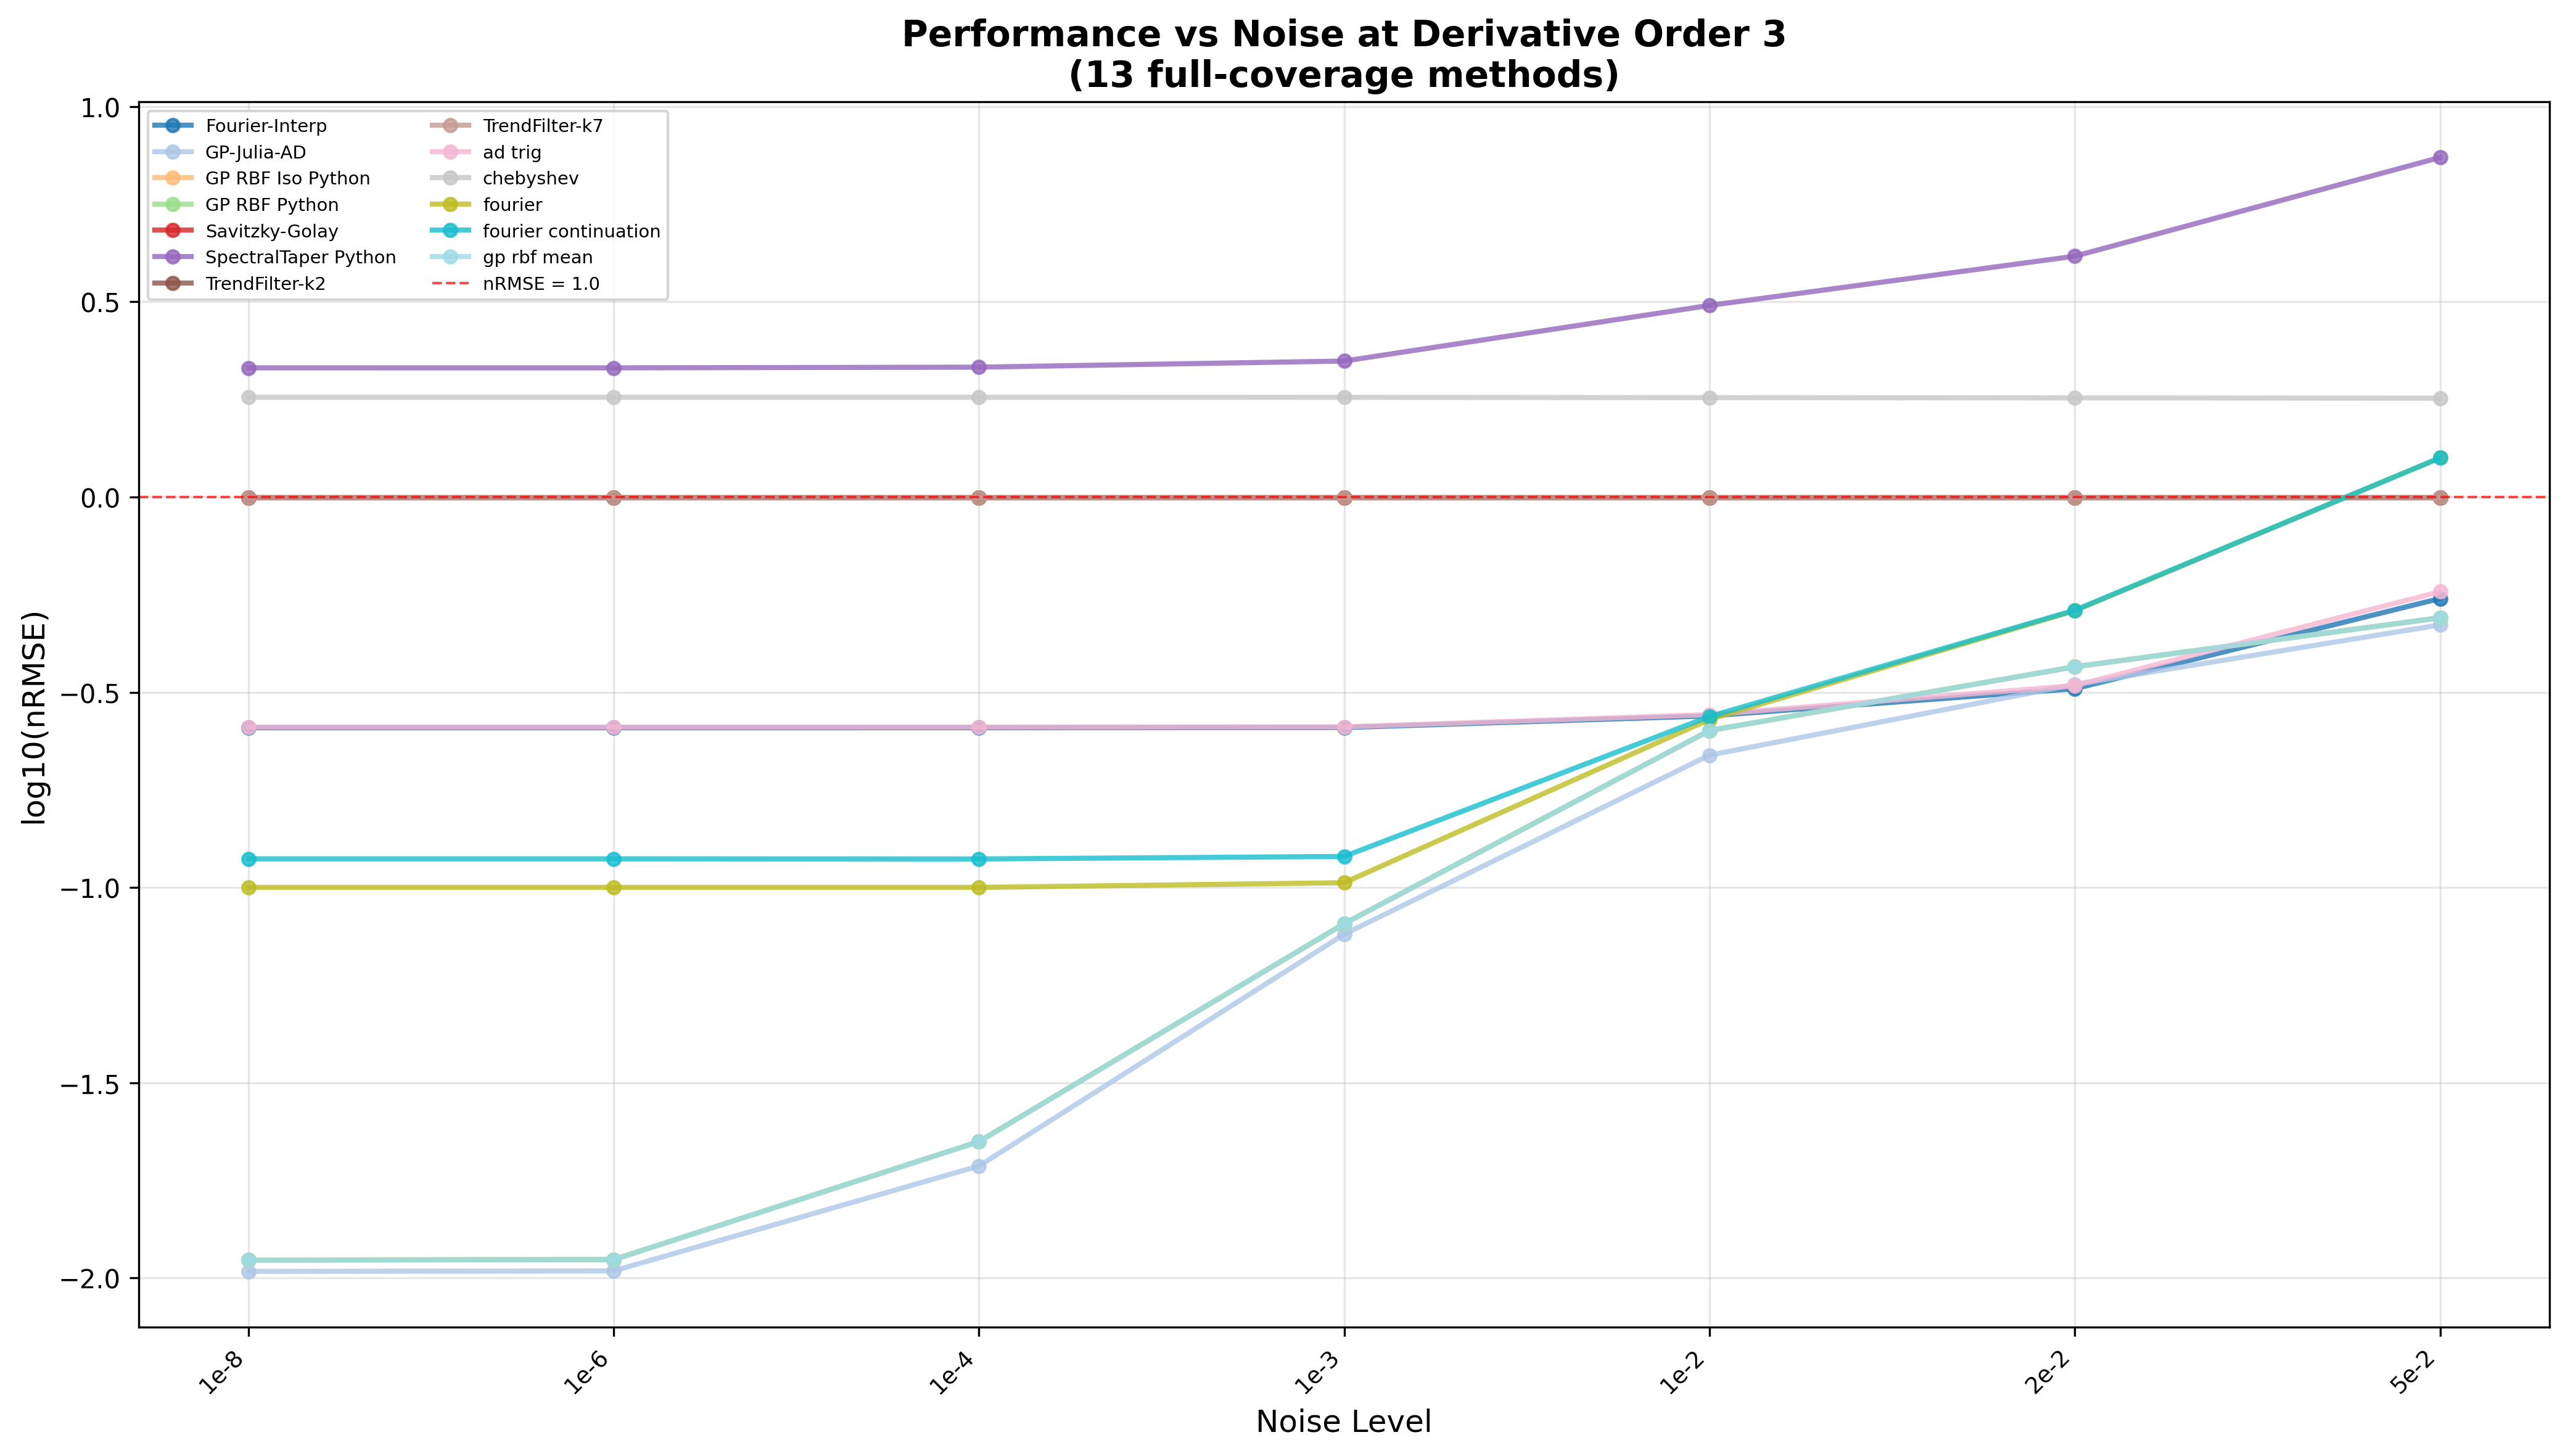 Performance vs Noise at Derivative Order 3
(13 full-coverage methods)
Fourier-Interp
GP-Julia-AD
GP RBF Iso Python
GP RBF Python
Savitzky-Golay
SpectralTaper Python
TrendFilter-k2
TrendFilter-k7
ad trig
chebyshev
fourier
fourier continuation
gp rbf mean
nRMSE = 1.0
log10(nRMSE)
1.0
0.5
0.0
−0.5
−1.0
−1.5
−2.0
1e-8
1e-6
1e-4
1e-3
1e-2
2e-2
5e-2
Noise Level